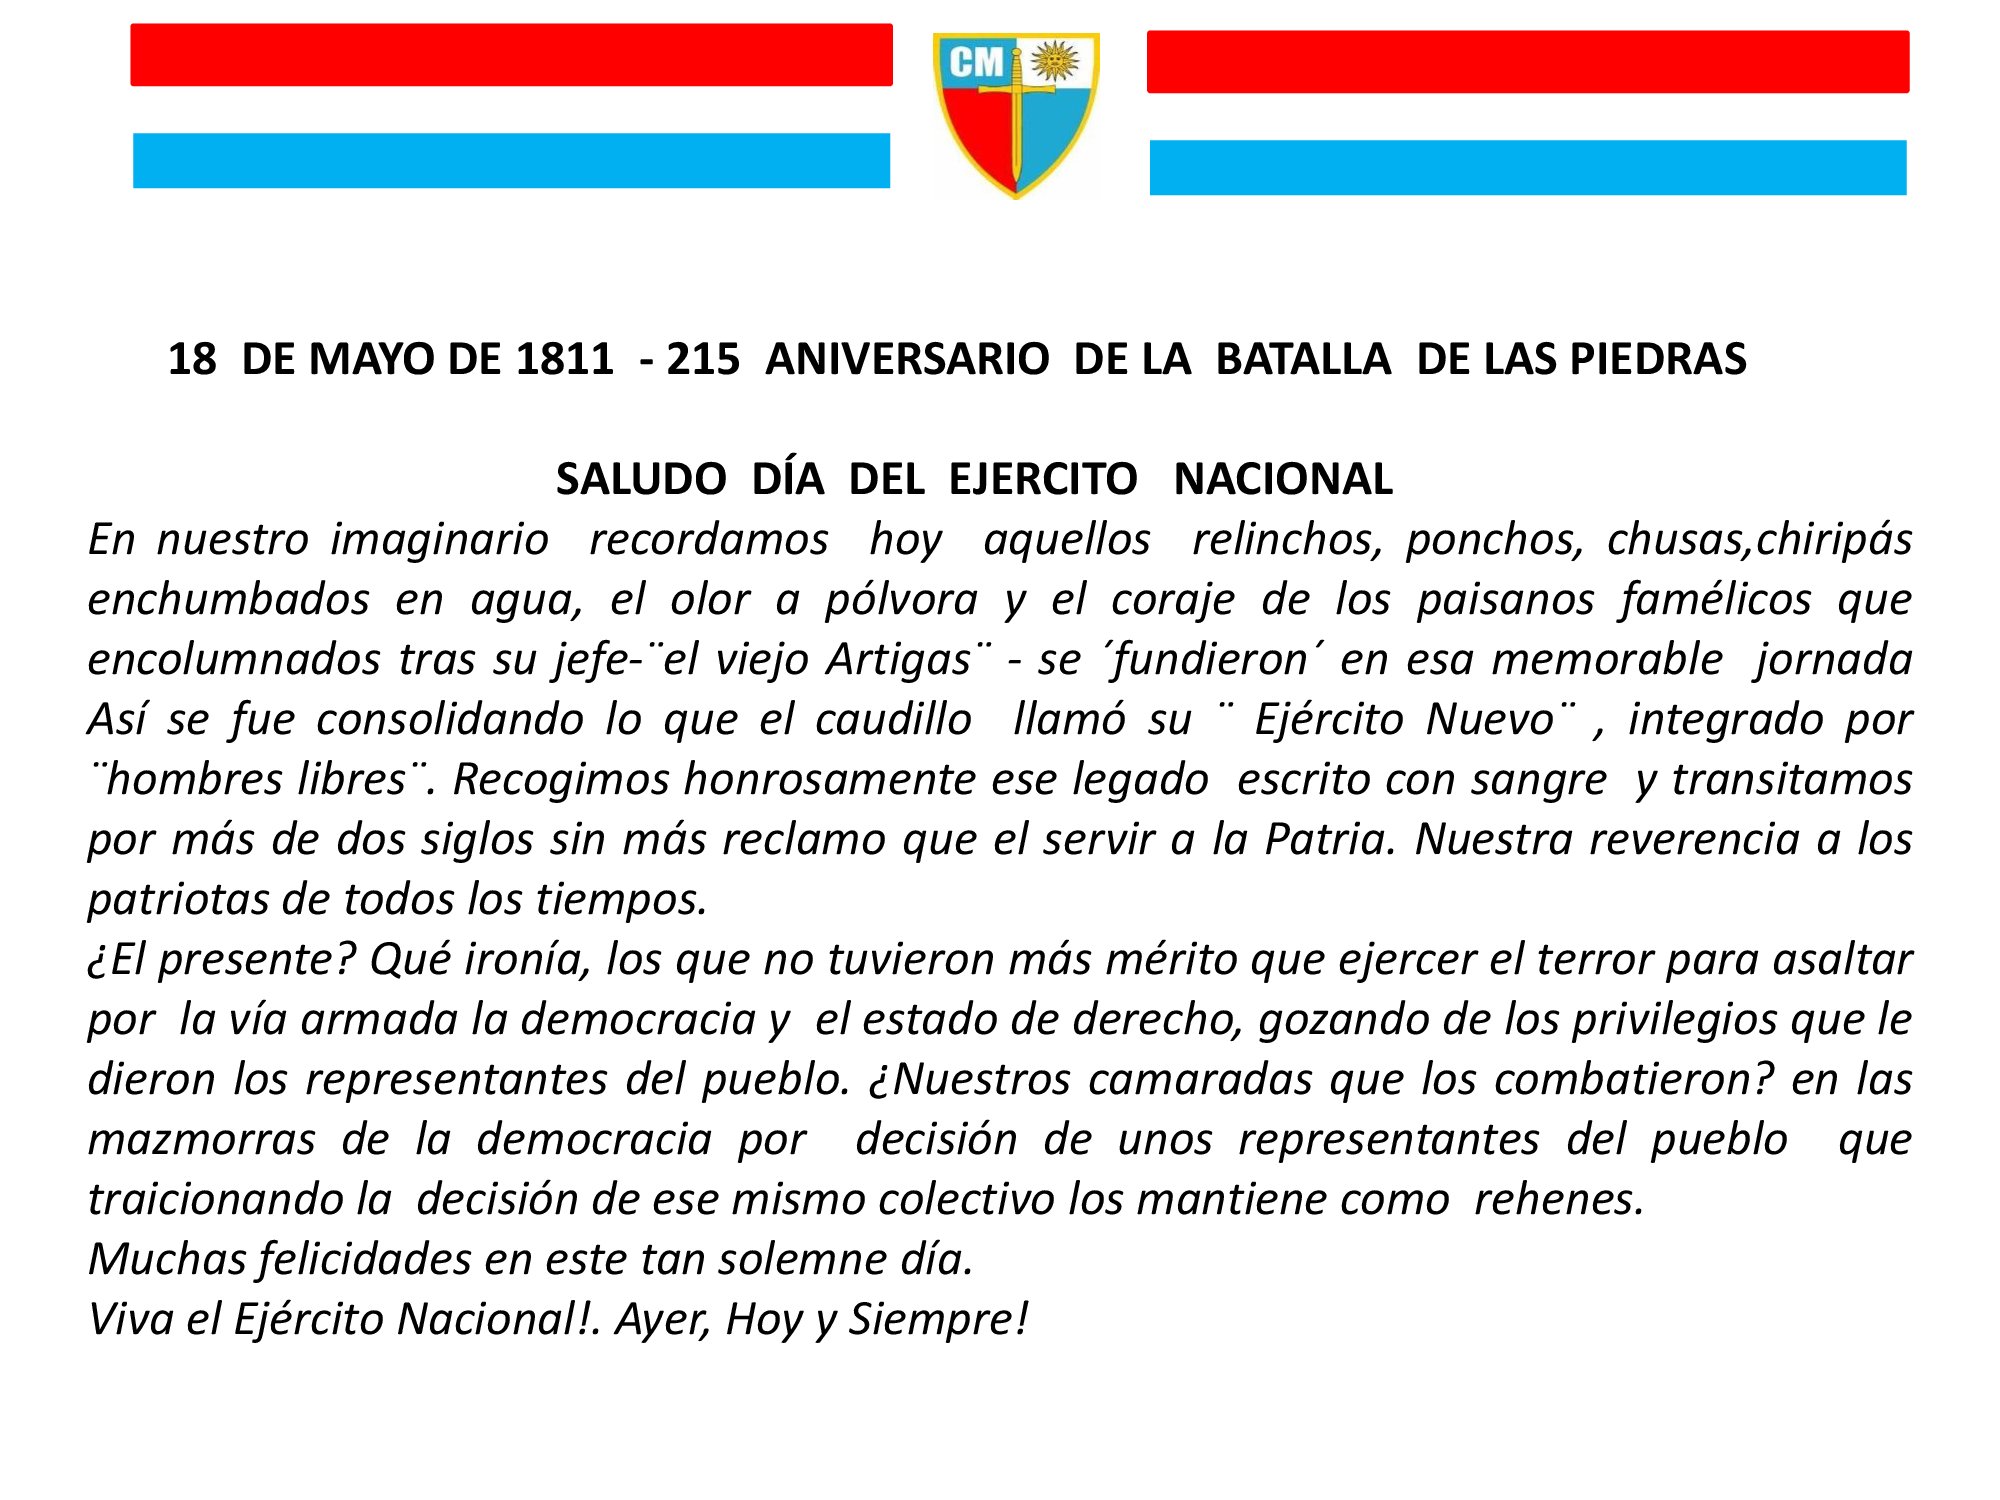 CM
18 DE MAYO DE 1811 - 215 ANIVERSARIO DE LA BATALLA DE LAS PIEDRAS
SALUDO DÍA DEL EJERCITO NACIONAL
En nuestro imaginario recordamos hoy aquellos relinchos, ponchos, chusas,chiripás
enchumbados en agua, el olor a pólvora y el coraje de los paisanos famélicos que
encolumnados tras su jefe-¨el viejo Artigas¨ - se ´fundieron´ en esa memorable jornada
Así se fue consolidando lo que el caudillo llamó su ¨ Ejército Nuevo¨ , integrado por
¨hombres libres¨. Recogimos honrosamente ese legado escrito con sangre y transitamos
por más de dos siglos sin más reclamo que el servir a la Patria. Nuestra reverencia a los
patriotas de todos los tiempos.
¿El presente? Qué ironía, los que no tuvieron más mérito que ejercer el terror para asaltar
por la vía armada la democracia y el estado de derecho, gozando de los privilegios que le
dieron los representantes del pueblo. ¿Nuestros camaradas que los combatieron? en las
mazmorras de la democracia por decisión de unos representantes del pueblo que
traicionando la decisión de ese mismo colectivo los mantiene como rehenes.
Muchas felicidades en este tan solemne día.
Viva el Ejército Nacional!. Ayer, Hoy y Siempre!